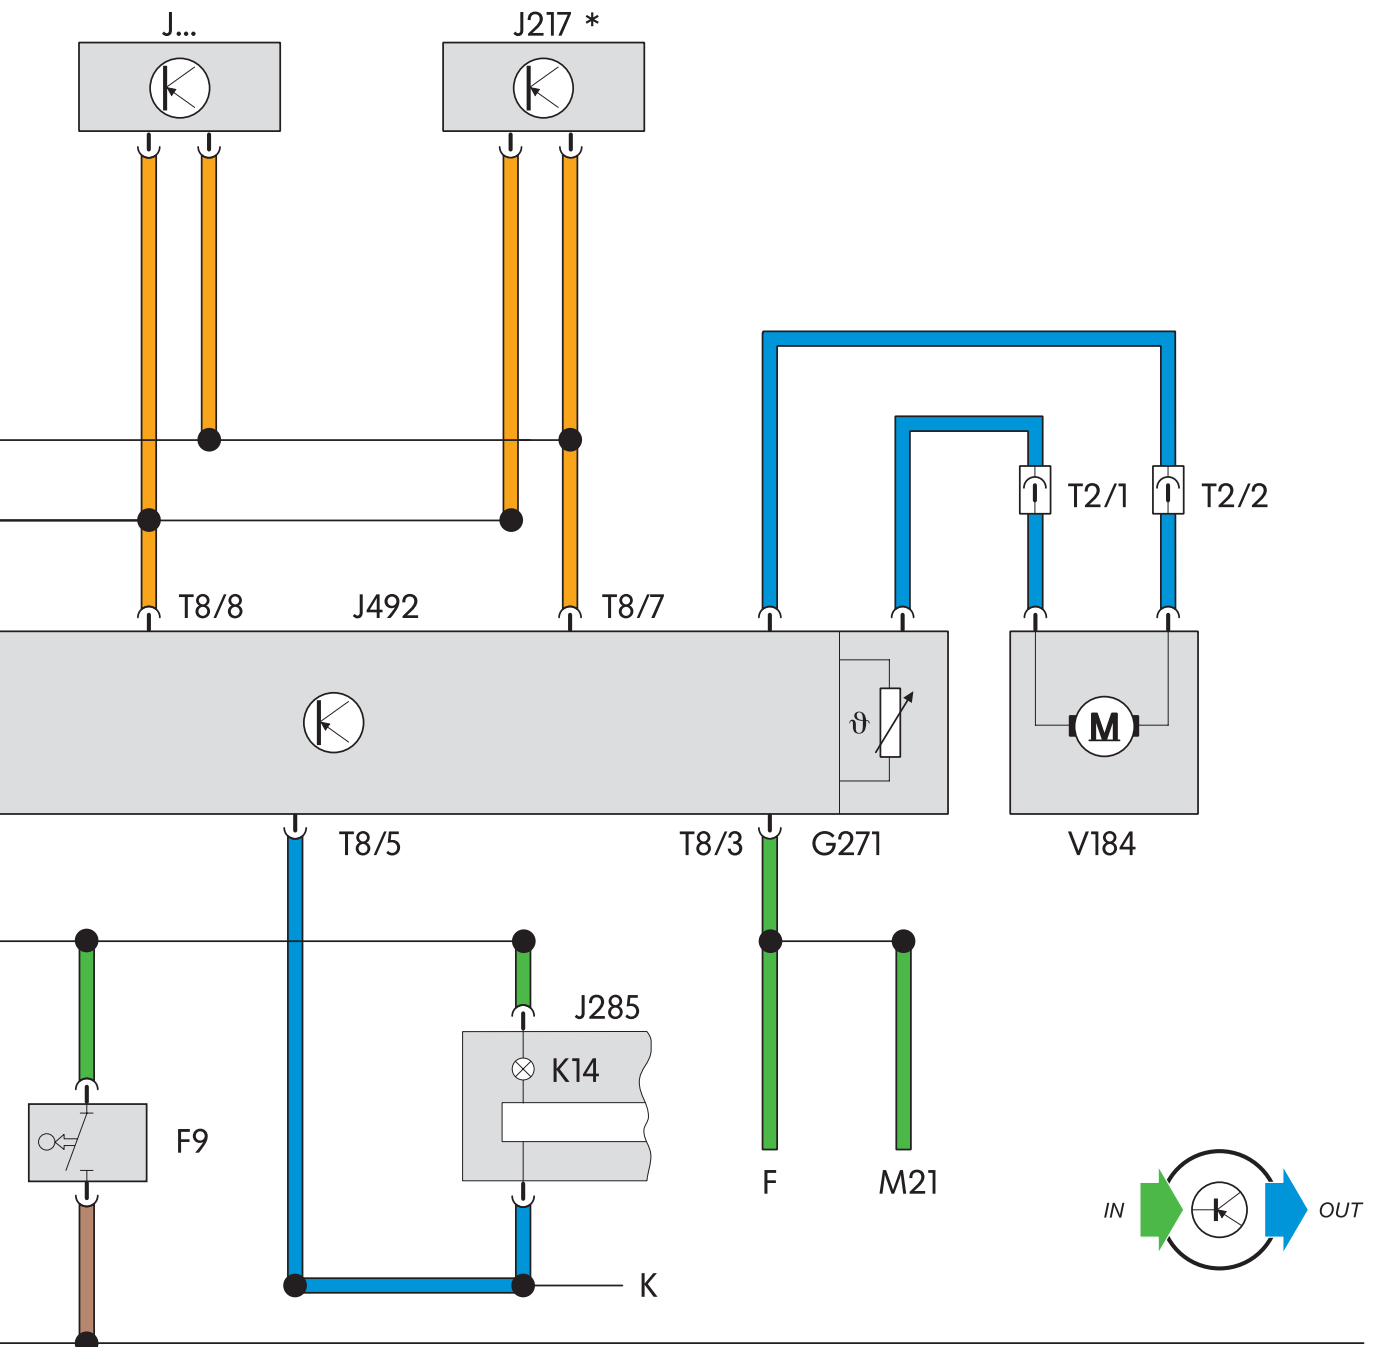 J...
J217 *
T2/1
T2/2
T8/8
J492
T8/7
ϑ
M
T8/5
T8/3
G271
V184
J285
K14
F9
F
M21
IN
OUT
K